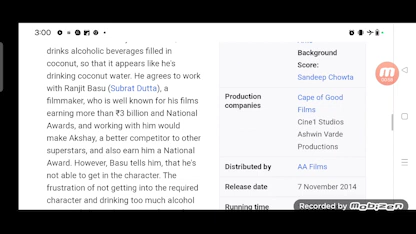 3:00
drinks alcoholic beverages filled in
coconut, so that it appears like he's
drinking coconut water. He agrees to work
with Ranjit Basu (Subrat Dutta), a
filmmaker, who is well known for his films
earning more than ₹3 billion and National
Awards, and working with him would
make Akshay, a better competitor to other
superstars, and also earn him a National
Award. However, Basu tells him, that he's
not able to get in the character. The
frustration of not getting into the required
character and drinking too much alcohol
Background
Score:
Sandeep Chowta
Production
companies
Cape of Good
Films
Cine1 Studios
Ashwin Varde
Productions
Distributed by
AA Films
Release date
7 November 2014
Running time
Recorded by Mobizen